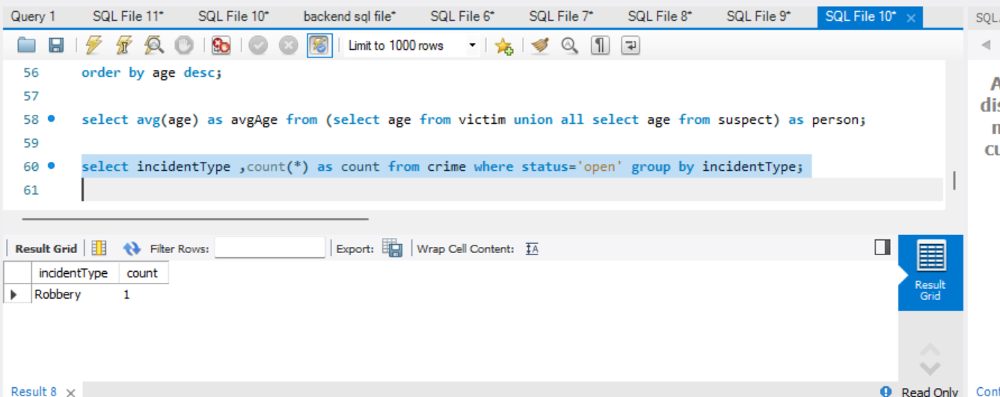 Query 1 SQL File 11* SQL File 10* backend sql file* SQL File 6* SQL File 7* SQL File 8* SQL File 9* SQL File 10* ×
Limit to 1000 rows
56 order by age desc;
57
58 select avg(age) as avgAge from (select age from victim union all select age from suspect) as person;
59
60 select incidentType ,count(*) as count from crime where status='open' group by incidentType;
61
Result Grid Filter Rows: Export: Wrap Cell Content: IA
incidentType count
Robbery 1
Result
Grid
Result 8 × Read Only